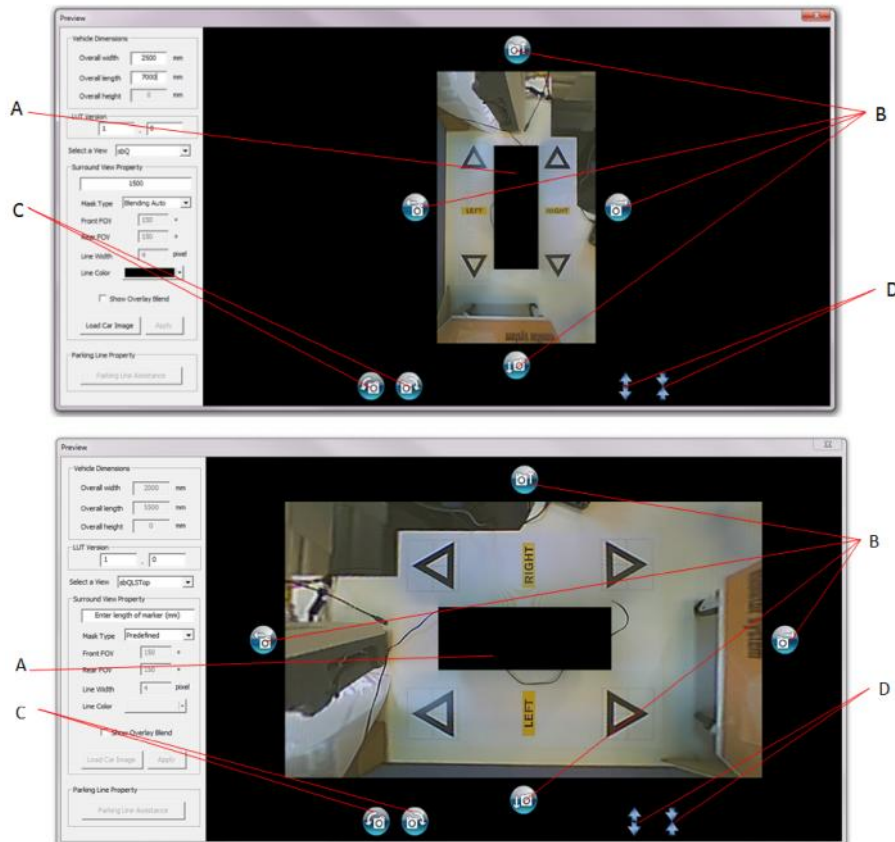 Preview
Vehicle Dimensions
Overall width 2500 mm
Overall length 7000 mm
Overall height 0 mm
LUT Version
1 . 0
Select a View sbQ
Surround View Property
1500
Mask Type Blending Auto
Front FOV 150 °
Rear FOV 150 °
Line Width 4 pixel
Line Color
Show Overlay Blend
Load Car Image Apply
Parking Line Property
Parking Line Assistance
A
B
C
D
LEFT
RIGHT
Preview
Vehicle Dimensions
Overall width 2000 mm
Overall length 5300 mm
Overall height 0 mm
LUT Version
1 . 0
Select a View sbQLSTop
Surround View Property
Enter length of marker (mm)
Mask Type Predefined
Front FOV 150 °
Rear FOV 150 °
Line Width 4 pixel
Line Color
Show Overlay Blend
Load Car Image Apply
Parking Line Property
Parking Line Assistance
A
B
C
D
RIGHT
LEFT